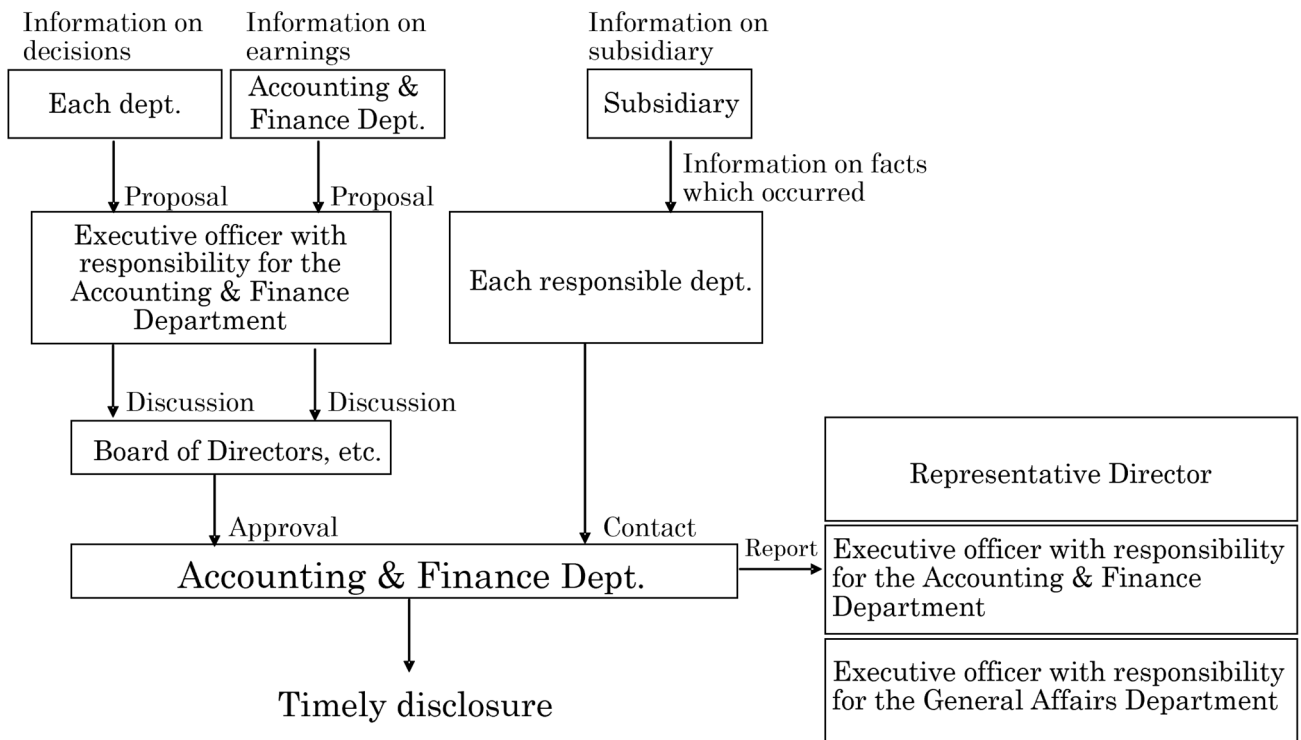 Information on
decisions
Information on
earnings
Information on
subsidiary
Each dept.
Accounting &
Finance Dept.
Subsidiary
Information on facts
which occurred
Proposal
Proposal
Executive officer with
responsibility for the
Accounting & Finance
Department
Each responsible dept.
Discussion
Discussion
Board of Directors, etc.
Representative Director
Approval
Contact
Report
Accounting & Finance Dept.
Executive officer with responsibility
for the Accounting & Finance
Department
Executive officer with responsibility
for the General Affairs Department
Timely disclosure